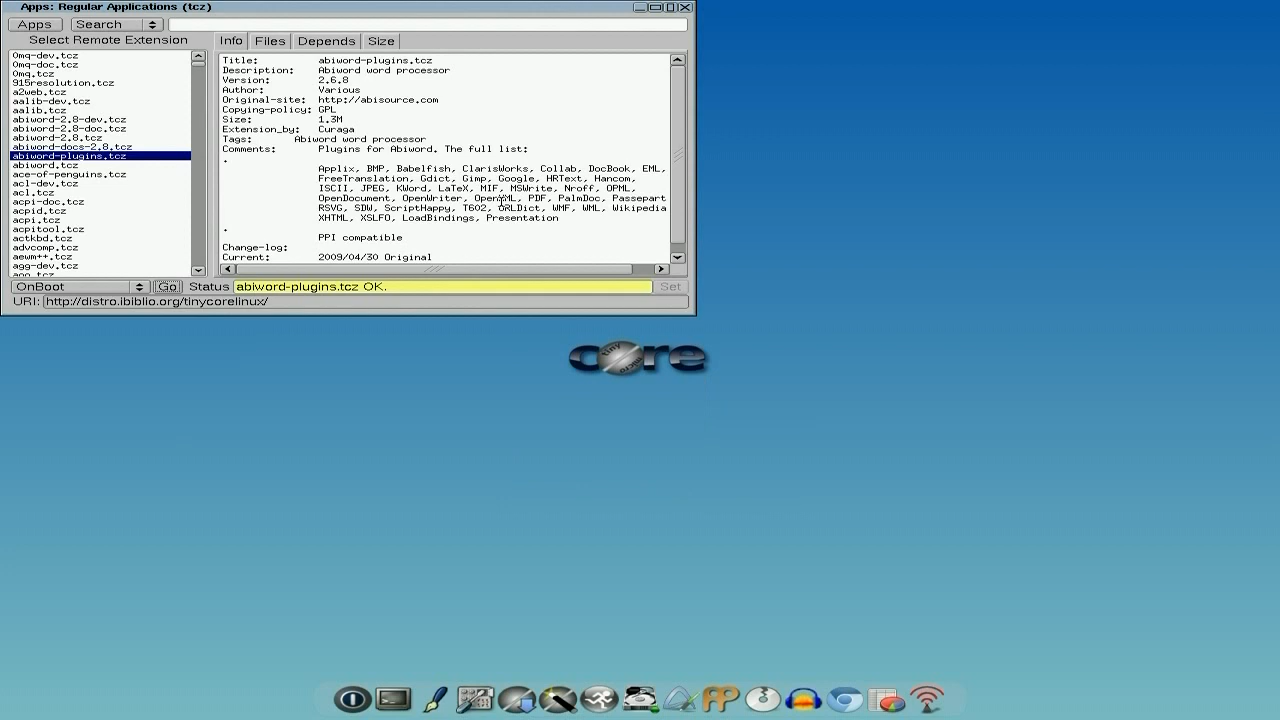 Apps: Regular Applications (tcz)
Apps Search
Select Remote Extension Info Files Depends Size
0mq-dev.tcz
0mq-doc.tcz
0mq.tcz
915resolution.tcz
a2web.tcz
aalib-dev.tcz
aalib.tcz
abiword-2.8-dev.tcz
abiword-2.8-doc.tcz
abiword-2.8.tcz
abiword-docs-2.8.tcz
abiword-plugins.tcz
abiword.tcz
ace-of-penguins.tcz
acl-dev.tcz
acl.tcz
acpi-doc.tcz
acpid.tcz
acpi.tcz
acpitool.tcz
actkbd.tcz
advcomp.tcz
aewm++.tcz
agg-dev.tcz
Title: abiword-plugins.tcz
Description: Abiword word processor
Version: 2.6.8
Author: Various
Original-site: http://abisource.com
Copying-policy: GPL
Size: 1.3M
Extension_by: Curaga
Tags: Abiword word processor
Comments: Plugins for Abiword. The full list:
.
Applix, BMP, Babelfish, ClarisWorks, Collab, DocBook, EML,
FreeTranslation, Gdict, Gimp, Google, HRText, Hancom,
ISCII, JPEG, KWord, LaTeX, MIF, MSWrite, Nroff, OPML,
OpenDocument, OpenWriter, OpenXML, PDF, PalmDoc, Passepart
RSVG, SDW, ScriptHappy, T602, URLDict, WMF, WML, Wikipedia
XHTML, XSLFO, LoadBindings, Presentation
.
PPI compatible
Change-log:
Current: 2009/04/30 Original
OnBoot Go Status abiword-plugins.tcz OK. Set
URI: http://distro.ibiblio.org/tinycorelinux/
core
tiny
micro